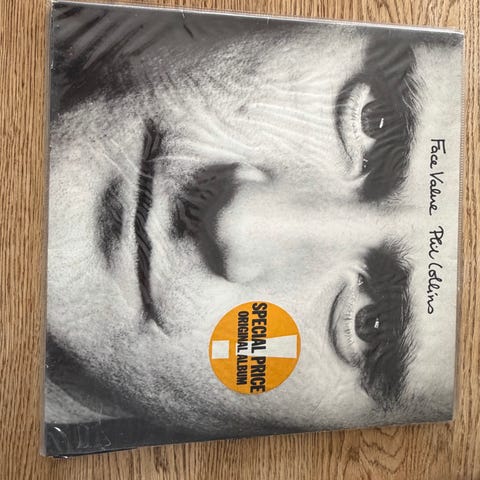 Face Value Phil Collins
SPECIAL PRICE
!
ORIGINAL ALBUM